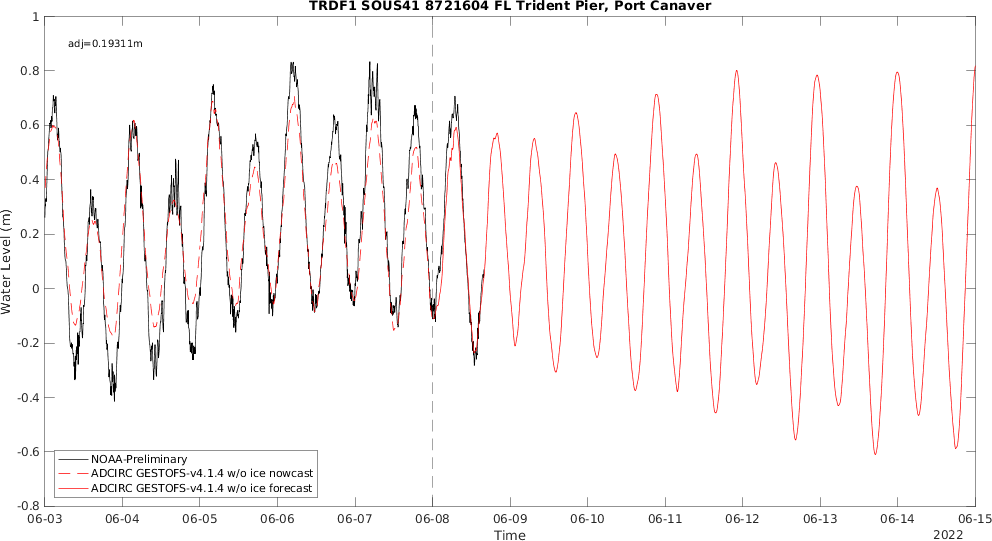 TRDF1 SOUS41 8721604 FL Trident Pier, Port Canaver
1
adj=0.19311m
0.8
0.6
0.4
0.2
0
-0.2
-0.4
-0.6
-0.8
Water Level (m)
NOAA-Preliminary
ADCIRC GESTOFS-v4.1.4 w/o ice nowcast
ADCIRC GESTOFS-v4.1.4 w/o ice forecast
06-03 06-04 06-05 06-06 06-07 06-08 06-09 06-10 06-11 06-12 06-13 06-14 06-15
Time
2022